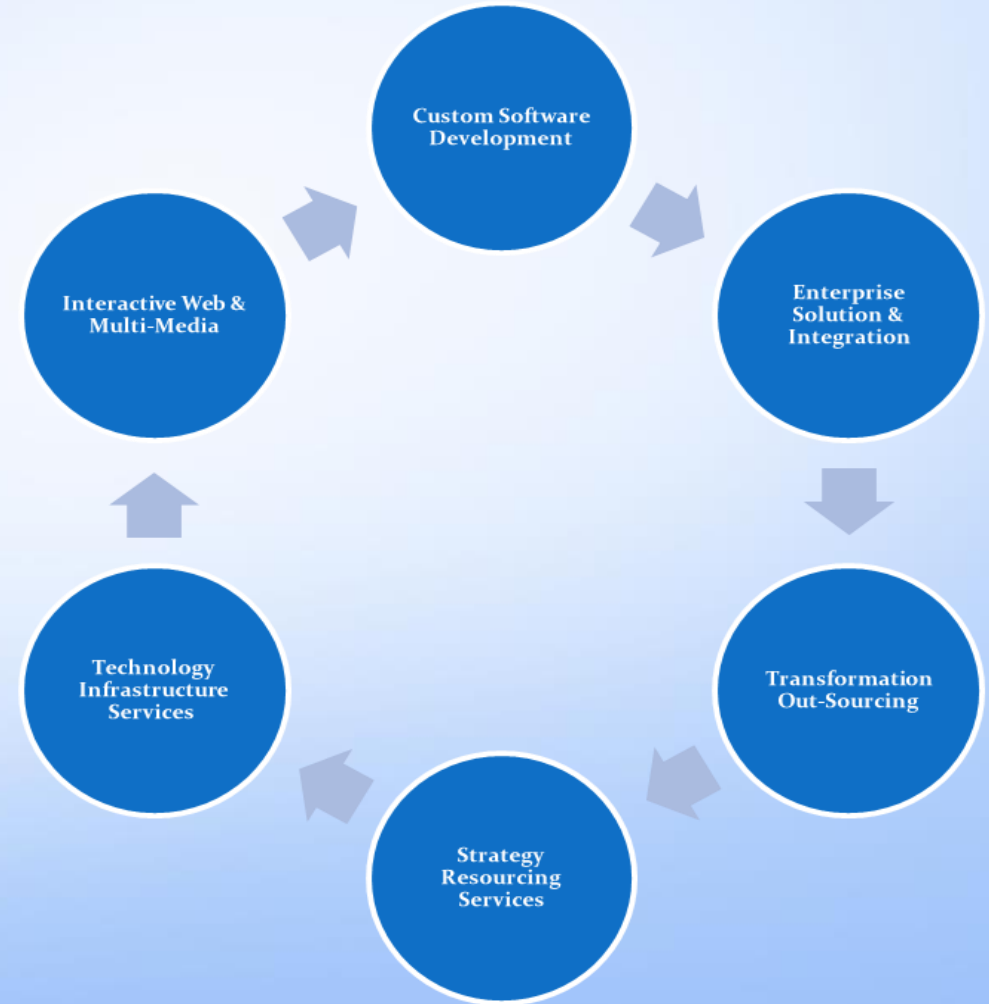 Custom Software
Development
Enterprise
Solution &
Integration
Transformation
Out-Sourcing
Strategy
Resourcing
Services
Technology
Infrastructure
Services
Interactive Web &
Multi-Media